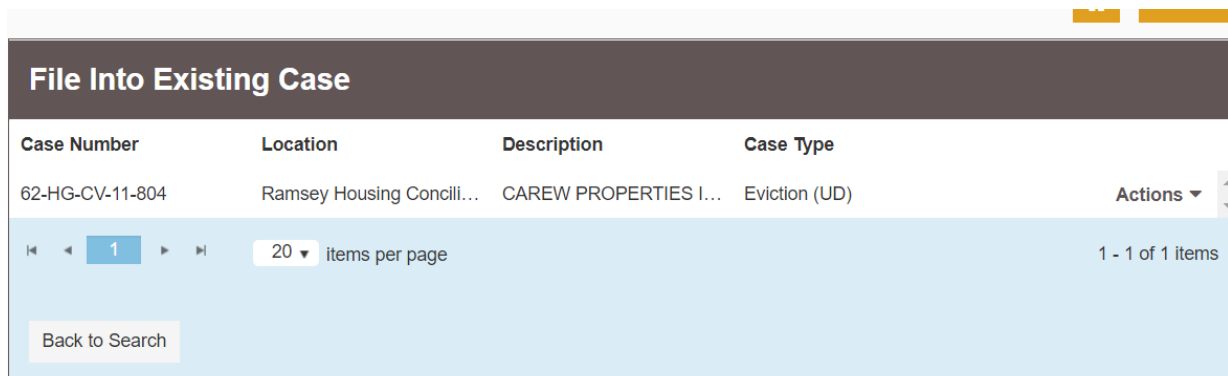 File Into Existing Case
Case Number Location Description Case Type
62-HG-CV-11-804 Ramsey Housing Concili... CAREW PROPERTIES I... Eviction (UD) Actions
1 20 items per page 1 - 1 of 1 items
Back to Search